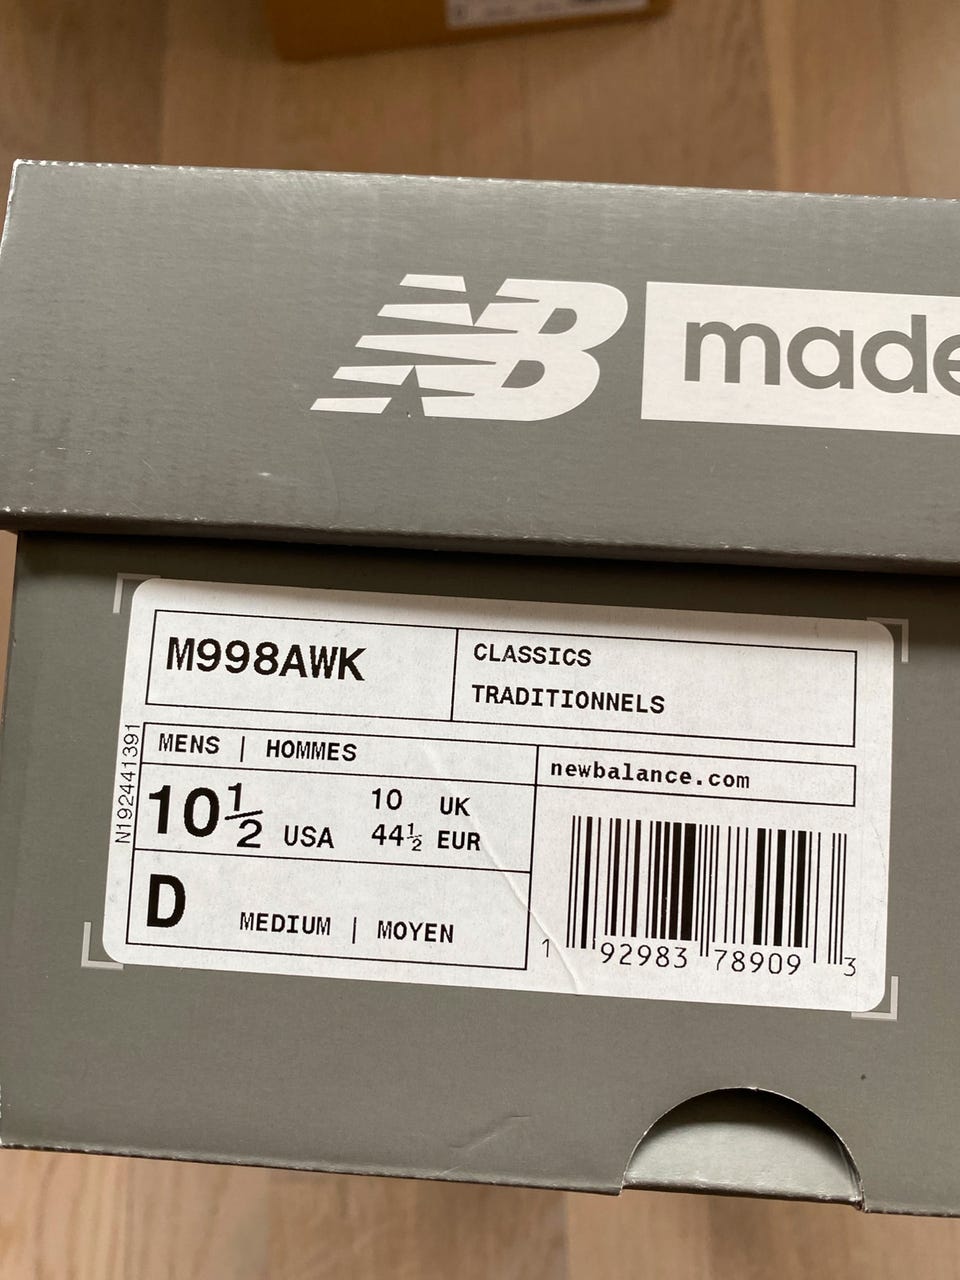 NB made
M998AWK
CLASSICS
TRADITIONNELS
MENS | HOMMES
newbalance.com
10½ USA
10 UK
44½ EUR
D MEDIUM | MOYEN
1 92983 78909 3
N192441391